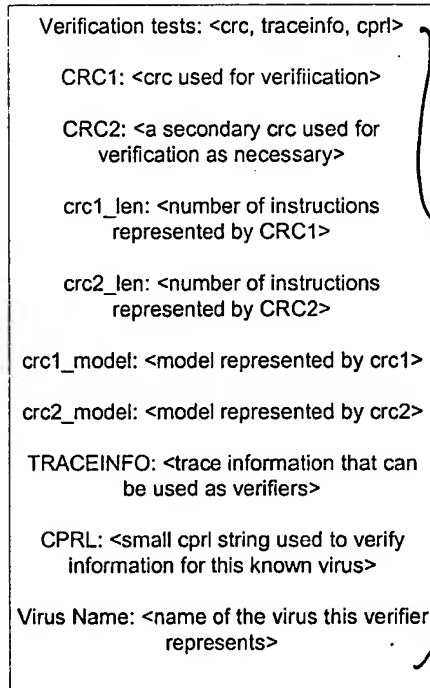 Verification tests: <crc, traceinfo, cprl>
CRC1: <crc used for verifiication>
CRC2: <a secondary crc used for
verification as necessary>
crc1_len: <number of instructions
represented by CRC1>
crc2_len: <number of instructions
represented by CRC2>
crc1_model: <model represented by crc1>
crc2_model: <model represented by crc2>
TRACEINFO: <trace information that can
be used as verifiers>
CPRL: <small cprl string used to verify
information for this known virus>
Virus Name: <name of the virus this verifier
represents>